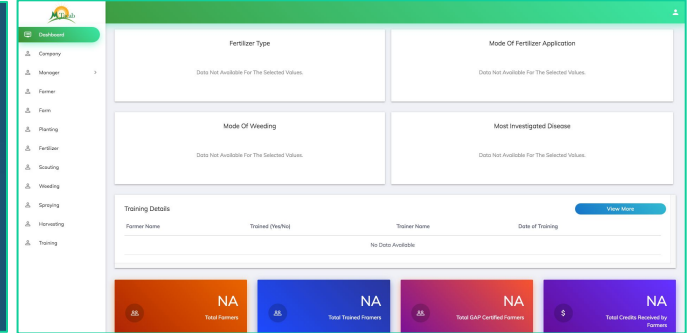 Dashboard
Company
Manager
Farmer
Farm
Planting
Fertilizer
Scouting
Weeding
Spraying
Harvesting
Training
Fertilizer Type
Data Not Available For The Selected Values.
Mode Of Fertilizer Application
Data Not Available For The Selected Values.
Mode Of Weeding
Data Not Available For The Selected Values.
Most Investigated Disease
Data Not Available For The Selected Values.
Training Details
View More
Farmer Name Trained (Yes/No) Trainer Name Date of Training
No Data Available
NA
Total Farmers
NA
Total Trained Framers
NA
Total GAP Certified Farmers
NA
Total Credits Received by
Farmers